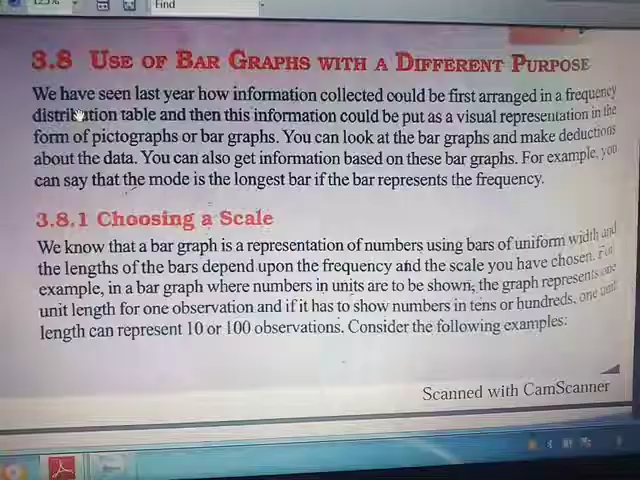 Find
3.8 USE OF BAR GRAPHS WITH A DIFFERENT PURPOSE
We have seen last year how information collected could be first arranged in a frequency
distribution table and then this information could be put as a visual representation in the
form of pictographs or bar graphs. You can look at the bar graphs and make deductions
about the data. You can also get information based on these bar graphs. For example, you
can say that the mode is the longest bar if the bar represents the frequency.
3.8.1 Choosing a Scale
We know that a bar graph is a representation of numbers using bars of uniform width and
the lengths of the bars depend upon the frequency and the scale you have chosen. For
example, in a bar graph where numbers in units are to be shown, the graph represents one
unit length for one observation and if it has to show numbers in tens or hundreds, one unit
length can represent 10 or 100 observations. Consider the following examples:
Scanned with CamScanner